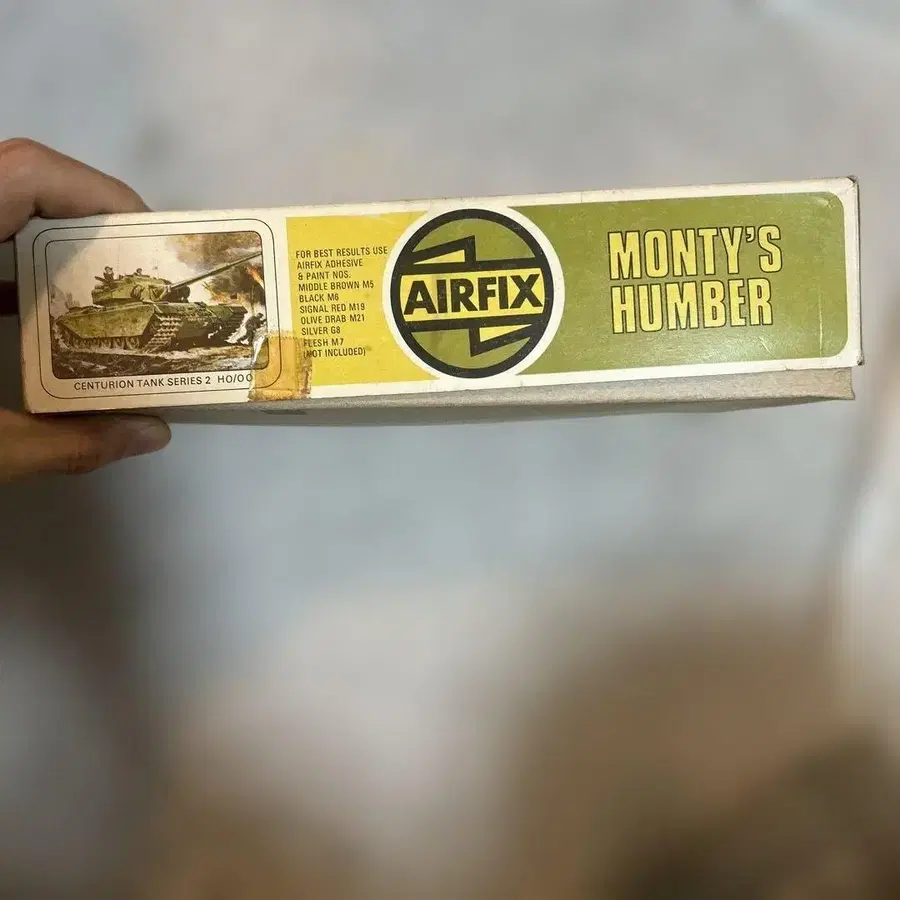 CENTURION TANK SERIES 2 HO/OO
FOR BEST RESULTS USE
AIRFIX ADHESIVE
& PAINT NOS.
MIDDLE BROWN M5
BLACK M6
SIGNAL RED M19
OLIVE DRAB M21
SILVER G8
FLESH M7
(NOT INCLUDED)
AIRFIX
MONTY'S
HUMBER